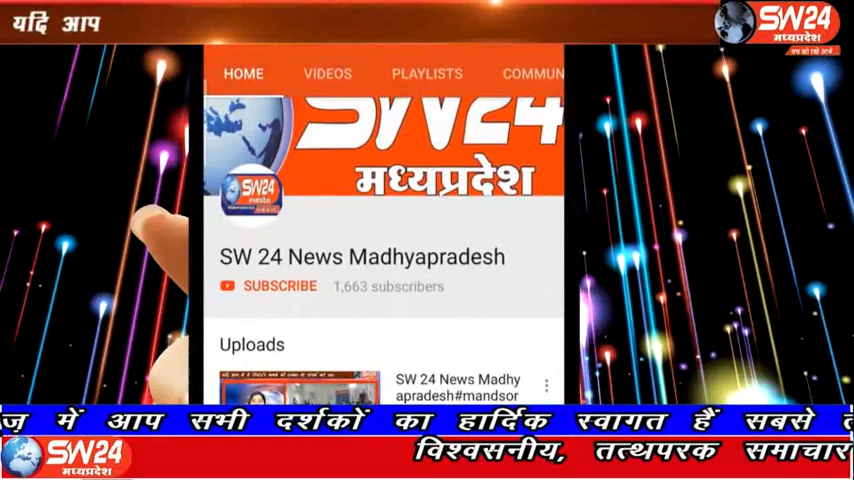 यदि आप
SW24
मध्यप्रदेश
HOME VIDEOS PLAYLISTS COMMUN
SW24
मध्यप्रदेश
SW24
SW 24 News Madhyapradesh
SUBSCRIBE 1,663 subscribers
Uploads
SW 24 News Madhy
apradesh#mandsor
ज़ में आप सभी दर्शकों का हार्दिक स्वागत हैं सबसे
विश्वसनीय, तत्थपरक समाचार
SW24
मध्यप्रदेश